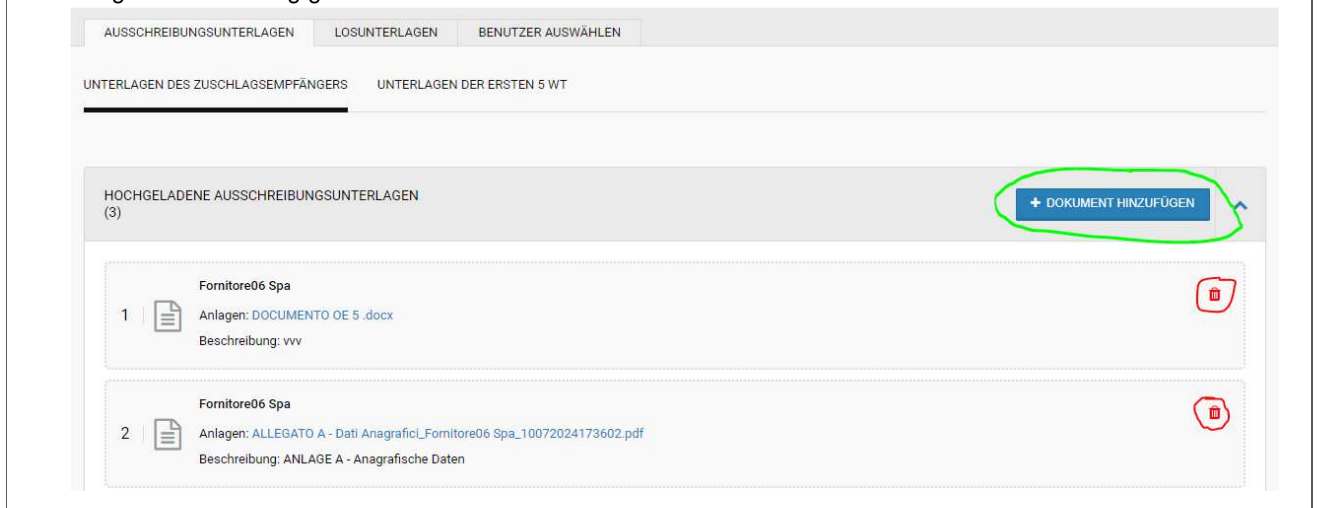 AUSSCHREIBUNGSUNTERLAGEN LOSUNTERLAGEN BENUTZER AUSWÄHLEN
UNTERLAGEN DES ZUSCHLAGSEMPFÄNGERS UNTERLAGEN DER ERSTEN 5 WT
HOCHGELADENE AUSSCHREIBUNGSUNTERLAGEN
(3)
+ DOKUMENT HINZUFÜGEN
Fornitore06 Spa
1
Anlagen: DOCUMENTO OE 5 .docx
Beschreibung: vvv
Fornitore06 Spa
2
Anlagen: ALLEGATO A - Dati Anagrafici_Fornitore06 Spa_10072024173602.pdf
Beschreibung: ANLAGE A - Anagrafische Daten